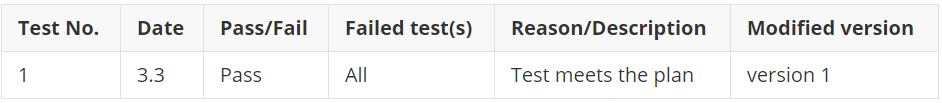 Test No. Date Pass/Fail Failed test(s) Reason/Description Modified version
1 3.3 Pass All Test meets the plan version 1